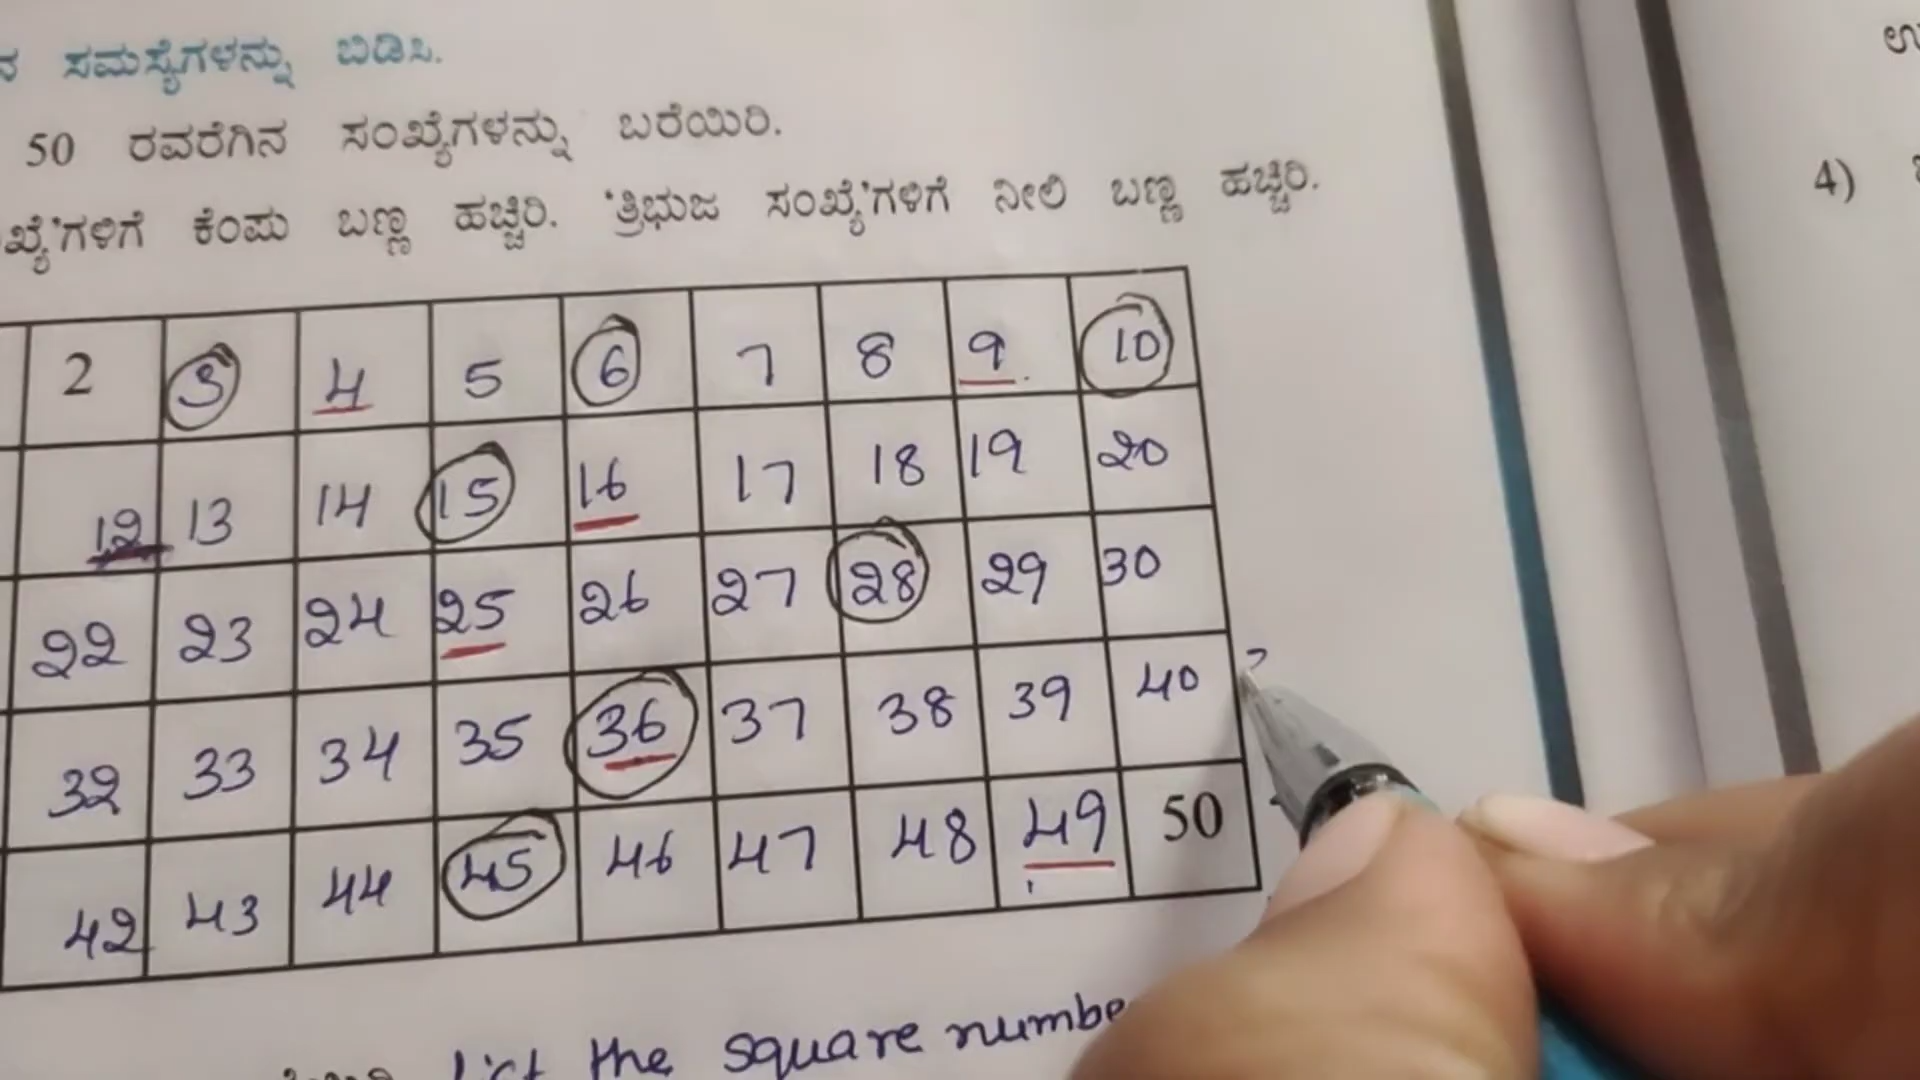 ಸಮಸ್ಯೆಗಳನ್ನು ಬಿಡಿಸಿ.
50 ರವರೆಗಿನ ಸಂಖ್ಯೆಗಳನ್ನು ಬರೆಯಿರಿ.
ಕೆಂಪು ಬಣ್ಣ ಹಚ್ಚಿರಿ. 'ತ್ರಿಭುಜ ಸಂಖ್ಯೆ'ಗಳಿಗೆ ನೀಲಿ ಬಣ್ಣ ಹಚ್ಚಿರಿ.
2 3 4 5 6 7 8 9 10
12 13 14 15 16 17 18 19 20
22 23 24 25 26 27 28 29 30
32 33 34 35 36 37 38 39 40
42 43 44 45 46 47 48 49 50
list the square
4)